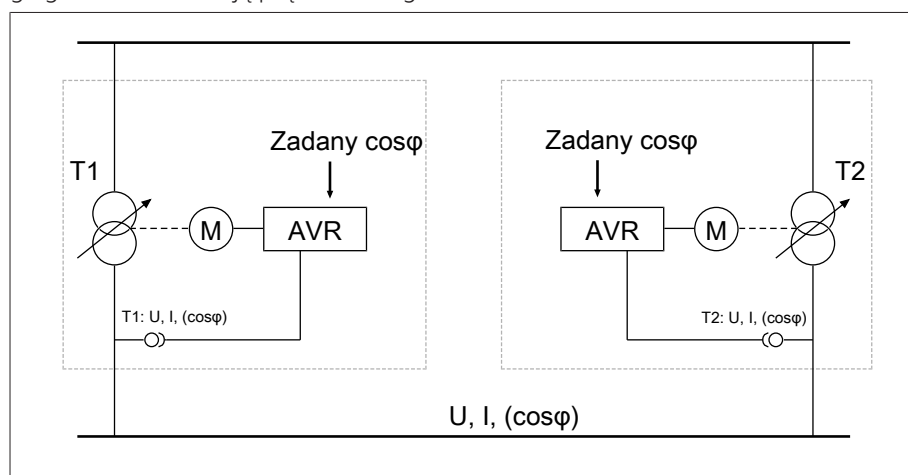 Zadany cosφ
Zadany cosφ
T1
T2
M
AVR
AVR
M
T1: U, I, (cosφ)
T2: U, I, (cosφ)
U, I, (cosφ)